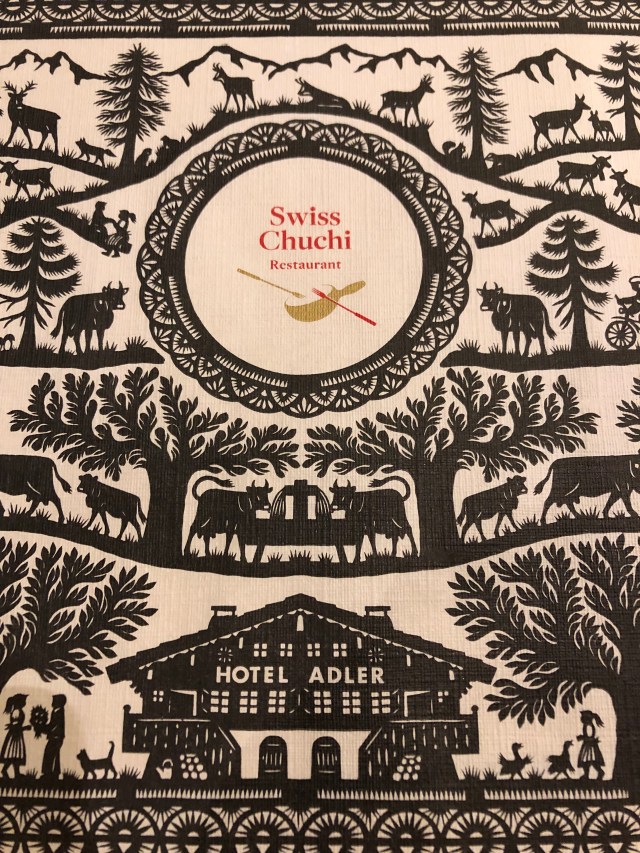 Swiss
Chuchi
Restaurant
HOTEL ADLER